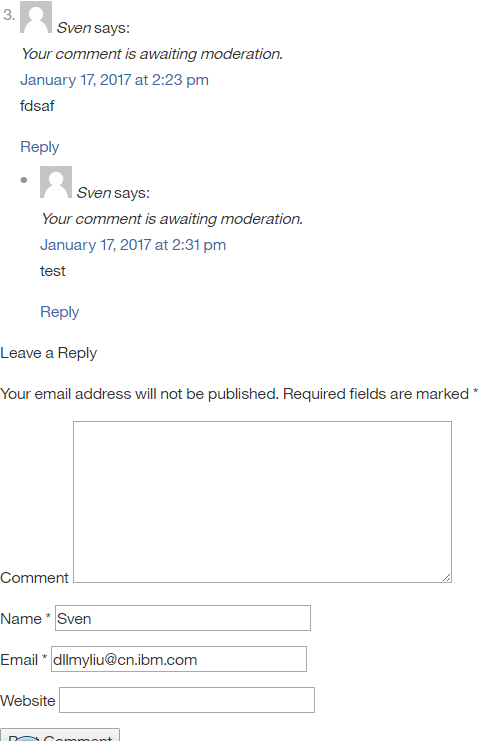 3. Sven says:
Your comment is awaiting moderation.
January 17, 2017 at 2:23 pm
fdsaf
Reply
Sven says:
Your comment is awaiting moderation.
January 17, 2017 at 2:31 pm
test
Reply
Leave a Reply
Your email address will not be published. Required fields are marked *
Comment
Name * Sven
Email * dllmyliu@cn.ibm.com
Website
Comment